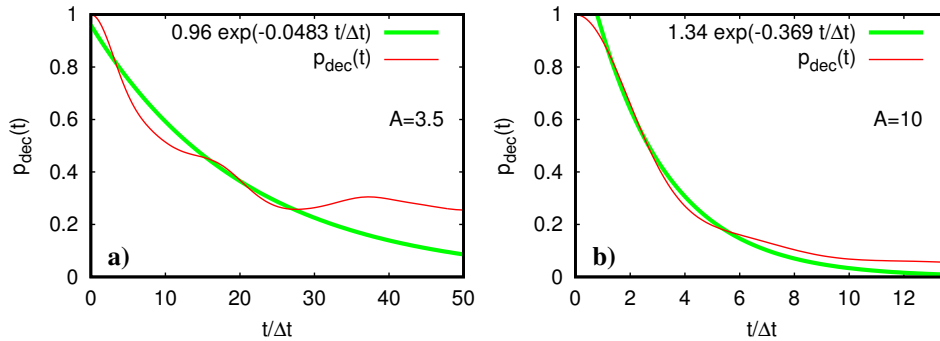 0.96 exp(-0.0483 t/Δt)
p_dec(t)
A=3.5
p_dec(t)
1
0.8
0.6
0.4
0.2
0
a)
0 10 20 30 40 50
t/Δt
1.34 exp(-0.369 t/Δt)
p_dec(t)
A=10
p_dec(t)
1
0.8
0.6
0.4
0.2
0
b)
0 2 4 6 8 10 12
t/Δt